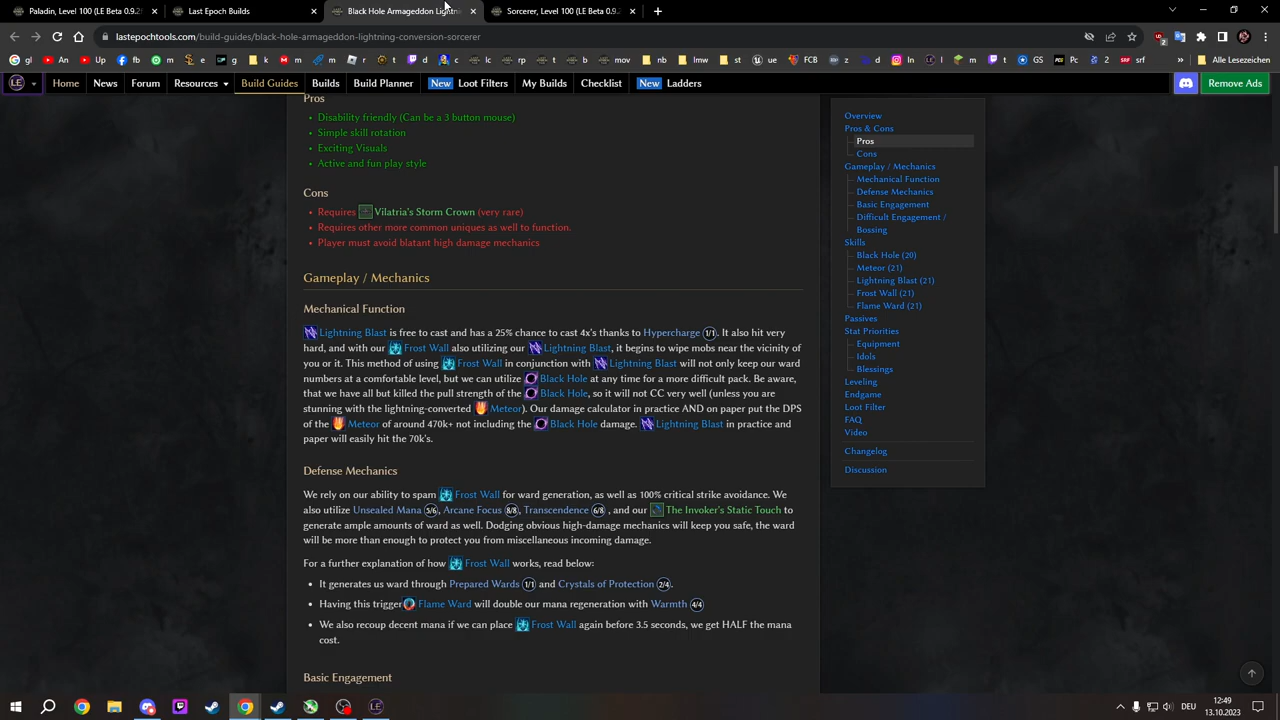 Paladin, Level 100 (LE Beta 0.9.2
Last Epoch Builds
Black Hole Armageddon Lightn
Sorcerer, Level 100 (LE Beta 0.9.
lastepochtools.com/build-guides/black-hole-armageddon-lightning-conversion-sorcerer
gl An Up fb m e g k m m r t d c lc rp t b mov nb lmw ue FCB z d In l m t GS Pc E SRF srf » Alle Lesezeichen
Home News Forum Resources Build Guides Builds Build Planner New Loot Filters My Builds Checklist New Ladders Remove Ads
Pros
• Disability friendly (Can be a 3 button mouse)
• Simple skill rotation
• Exciting Visuals
• Active and fun play style
Cons
• Requires Vilatria's Storm Crown (very rare)
• Requires other more common uniques as well to function.
• Player must avoid blatant high damage mechanics
Gameplay / Mechanics
Mechanical Function
Lightning Blast is free to cast and has a 25% chance to cast 4x's thanks to Hypercharge 1/1. It also hit very
hard, and with our Frost Wall also utilizing our Lightning Blast, it begins to wipe mobs near the vicinity of
you or it. This method of using Frost Wall in conjunction with Lightning Blast will not only keep our ward
numbers at a comfortable level, but we can utilize Black Hole at any time for a more difficult pack. Be aware,
that we have all but killed the pull strength of the Black Hole, so it will not CC very well (unless you are
stunning with the lightning-converted Meteor). Our damage calculator in practice AND on paper put the DPS
of the Meteor of around 470k+ not including the Black Hole damage. Lightning Blast in practice and
paper will easily hit the 70k's.
Defense Mechanics
We rely on our ability to spam Frost Wall for ward generation, as well as 100% critical strike avoidance. We
also utilize Unsealed Mana 5/6, Arcane Focus 8/8, Transcendence 6/8 , and our The Invoker's Static Touch to
generate ample amounts of ward as well. Dodging obvious high-damage mechanics will keep you safe, the ward
will be more than enough to protect you from miscellaneous incoming damage.
For a further explanation of how Frost Wall works, read below:
• It generates us ward through Prepared Wards 1/1 and Crystals of Protection 2/4.
• Having this trigger Flame Ward will double our mana regeneration with Warmth 4/4
• We also recoup decent mana if we can place Frost Wall again before 3.5 seconds, we get HALF the mana
cost.
Basic Engagement
Overview
Pros & Cons
Pros
Cons
Gameplay / Mechanics
Mechanical Function
Defense Mechanics
Basic Engagement
Difficult Engagement /
Bossing
Skills
Black Hole (20)
Meteor (21)
Lightning Blast (21)
Frost Wall (21)
Flame Ward (21)
Passives
Stat Priorities
Equipment
Idols
Blessings
Leveling
Endgame
Loot Filter
FAQ
Video
Changelog
Discussion
DEU
12:49
13.10.2023